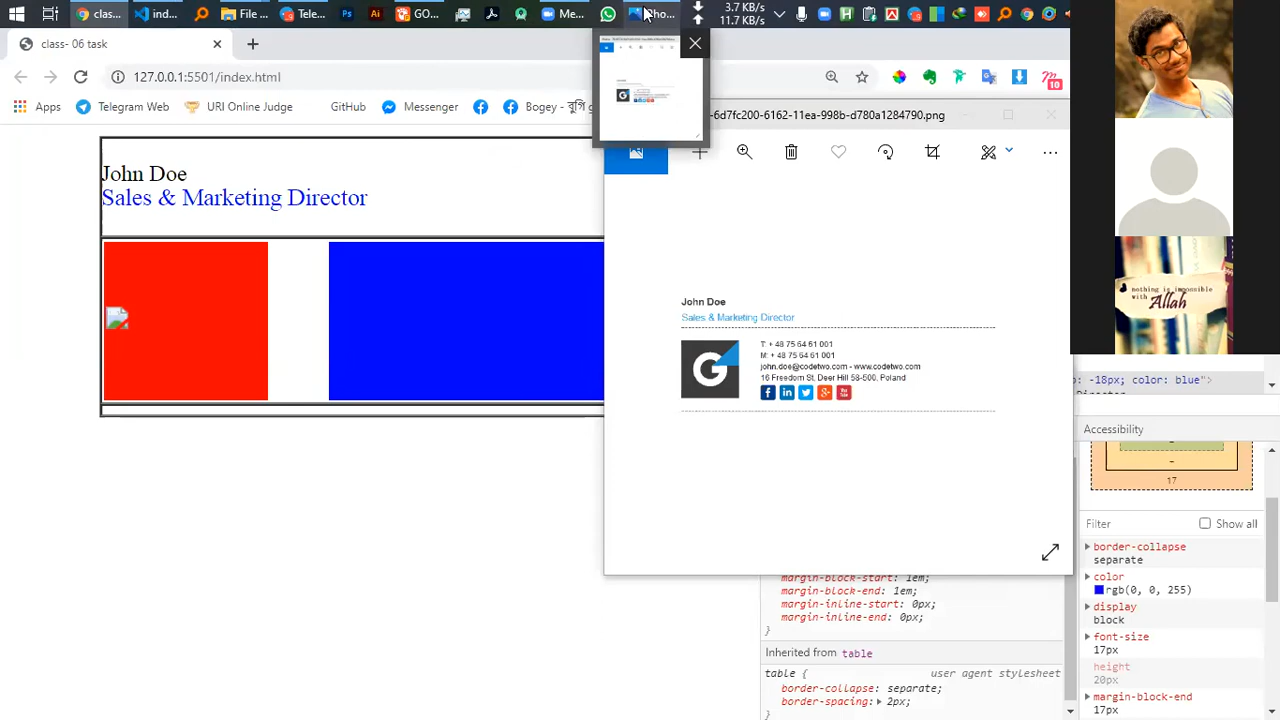 class
inde
File
GO...
Tele
Me...
3.7 KB/s
11.7 KB/s
class- 06 task
127.0.0.1:5501/index.html
Apps
Telegram Web
URI Online Judge
GitHub
Messenger
10
-6d7fc200-6162-11ea-998b-d780a1284790.png
John Doe
Sales & Marketing Director
John Doe
Sales & Marketing Director
T: + 48 75 64 61 001
M: + 48 75 64 61 001
john.doe@codetwo.com - www.codetwo.com
16 Freedom St, Deer Hill 58-500, Poland
G
nothing is impossible
with Allah
: -18px; color: blue">
Director
Accessibility
17
Filter
Show all
border-collapse
separate
color
rgb(0, 0, 255)
display
block
font-size
17px
height
20px
margin-block-end
17px
margin-block-start: 1em;
margin-block-end: 1em;
margin-inline-start: 0px;
margin-inline-end: 0px;
}
Inherited from table
table { user agent stylesheet
border-collapse: separate;
border-spacing: 2px;
}